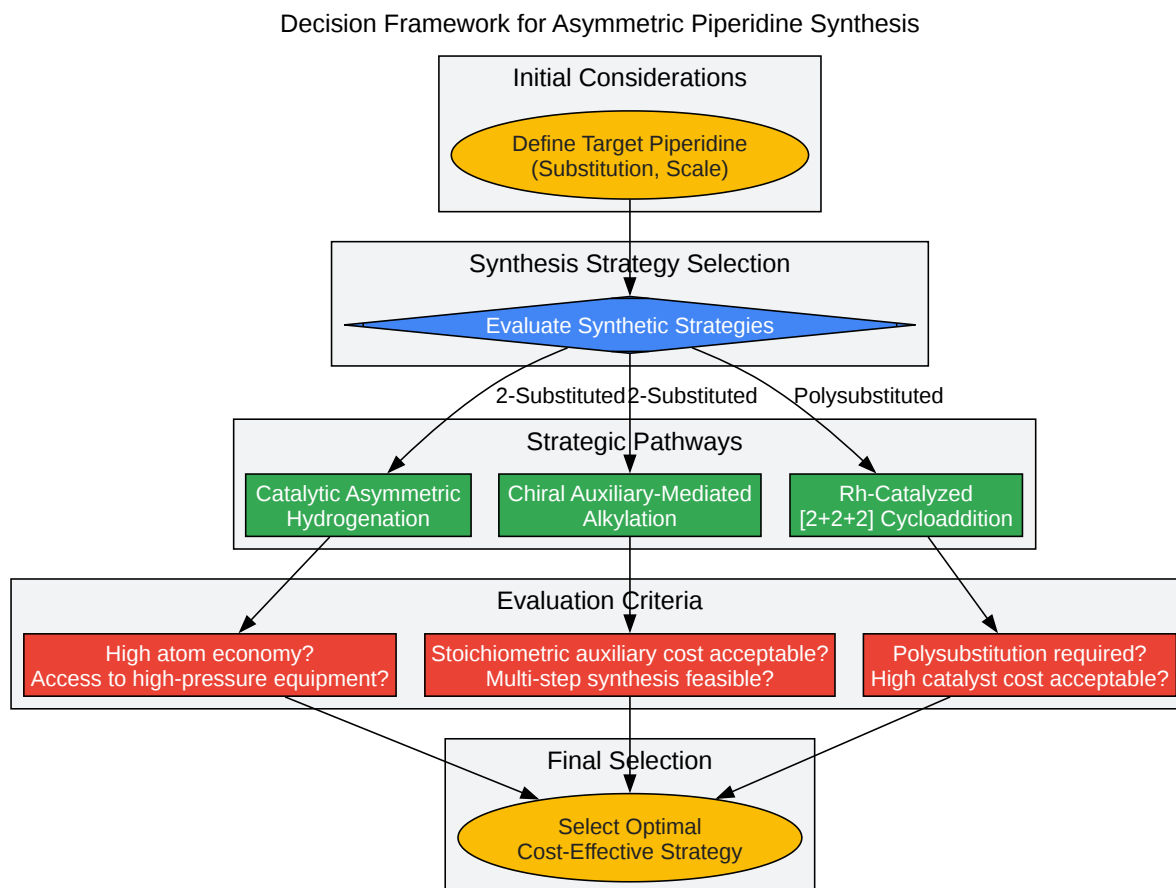 Decision Framework for Asymmetric Piperidine Synthesis
Initial Considerations
Define Target Piperidine
(Substitution, Scale)
Synthesis Strategy Selection
Evaluate Synthetic Strategies
2-Substituted
2-Substituted
Polysubstituted
Strategic Pathways
Catalytic Asymmetric
Hydrogenation
Chiral Auxiliary-Mediated
Alkylation
Rh-Catalyzed
[2+2+2] Cycloaddition
Evaluation Criteria
High atom economy?
Access to high-pressure equipment?
Stoichiometric auxiliary cost acceptable?
Multi-step synthesis feasible?
Polysubstitution required?
High catalyst cost acceptable?
Final Selection
Select Optimal
Cost-Effective Strategy